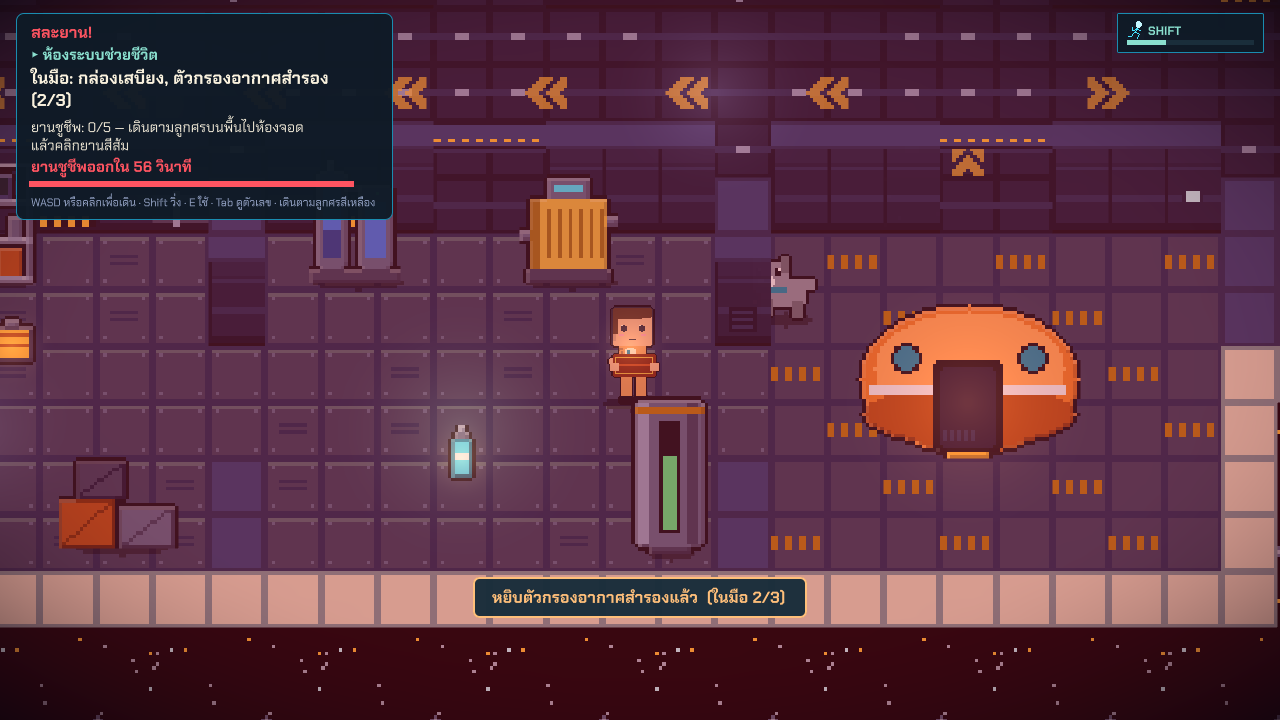 สละยาน!
▸ ห้องระบบช่วยชีวิต
ในมือ: กล่องเสบียง, ตัวกรองอากาศสำรอง
(2/3)
ยานชูชีพ: 0/5 — เดินตามลูกศรบนพื้นไปห้องจอด
แล้วคลิกยานสีส้ม
ยานชูชีพออกใน 56 วินาที
WASD หรือคลิกเพื่อเดิน · Shift วิ่ง · E ใช้ · Tab ดูตัวเลข · เดินตามลูกศรสีเหลือง
SHIFT
หยิบตัวกรองอากาศสำรองแล้ว (ในมือ 2/3)